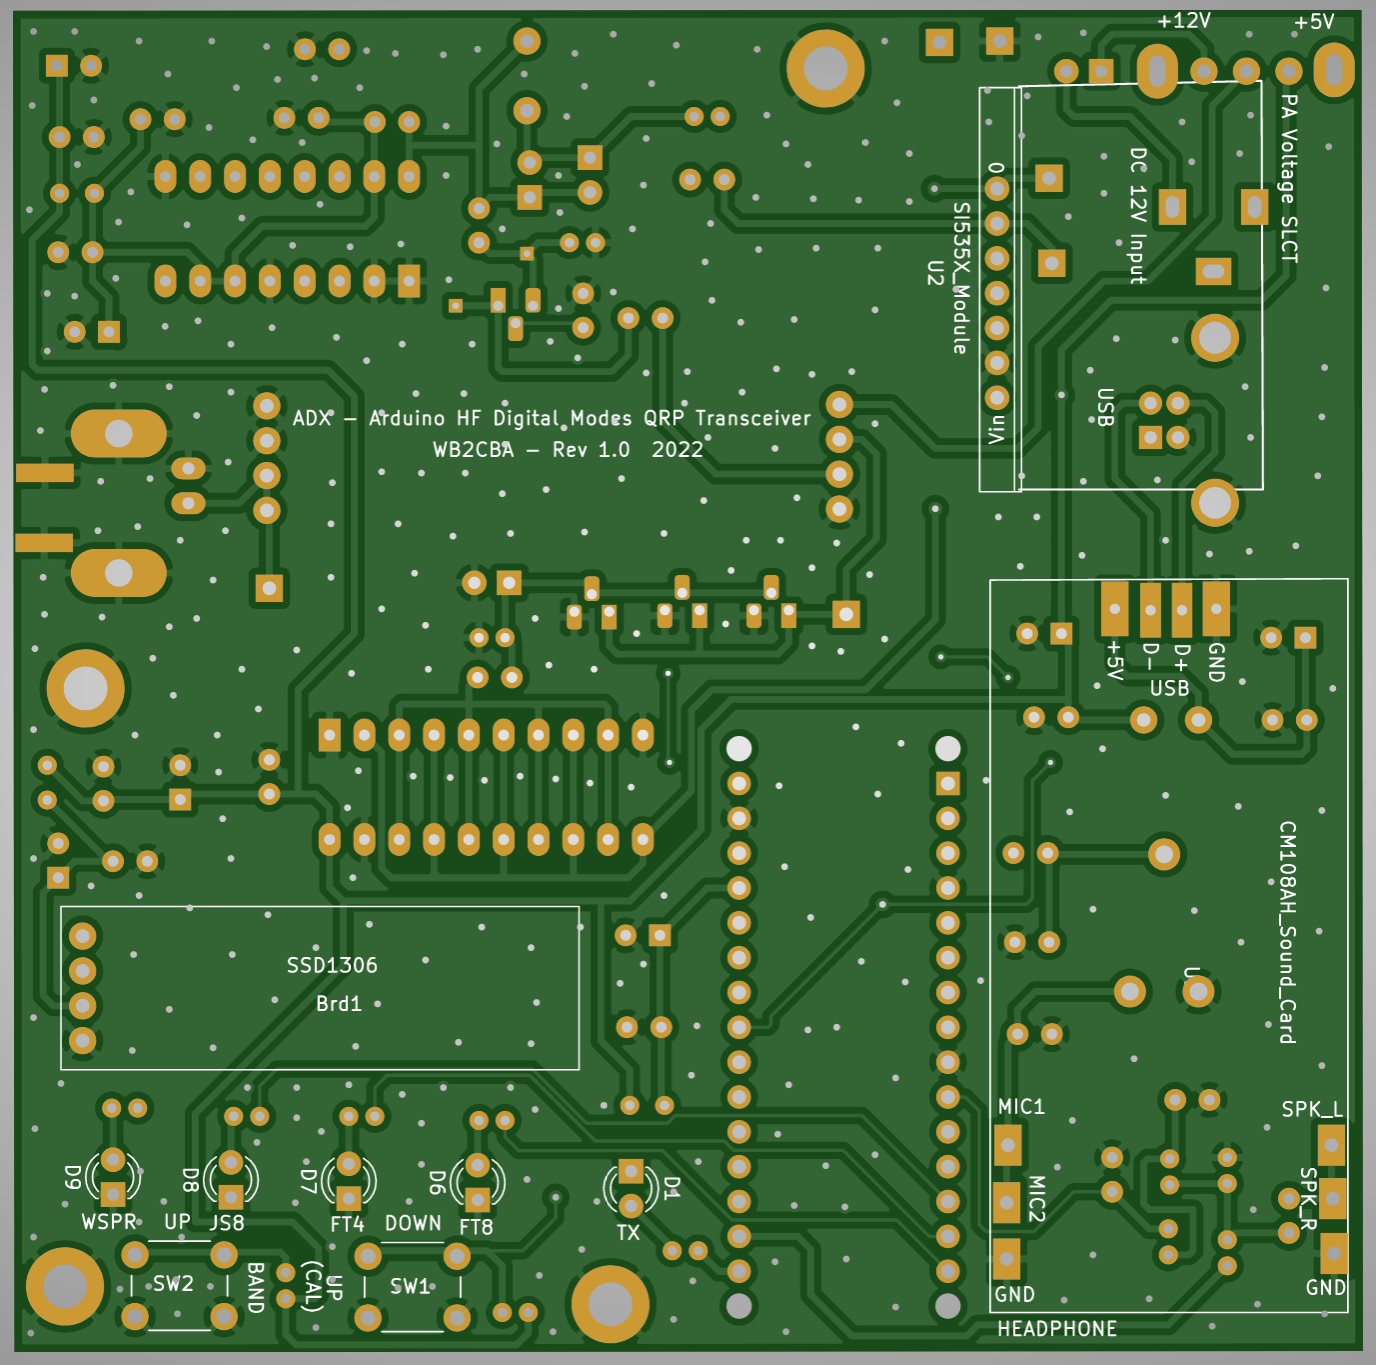 +12V
+5V
PA Voltage SLCT
DC 12V Input
0
SI535X_Module
U2
Vin
USB
ADX - Arduino HF Digital Modes QRP Transceiver
WB2CBA - Rev 1.0 2022
+5V
D-
D+
GND
USB
CM108AH_Sound_Card
SSD1306
Brd1
MIC1
SPK_L
MIC2
SPK_R
GND
GND
HEADPHONE
D9
D8
D7
D6
D1
WSPR
UP
JS8
FT4
DOWN
FT8
TX
SW2
BAND
UP
(CAL)
SW1